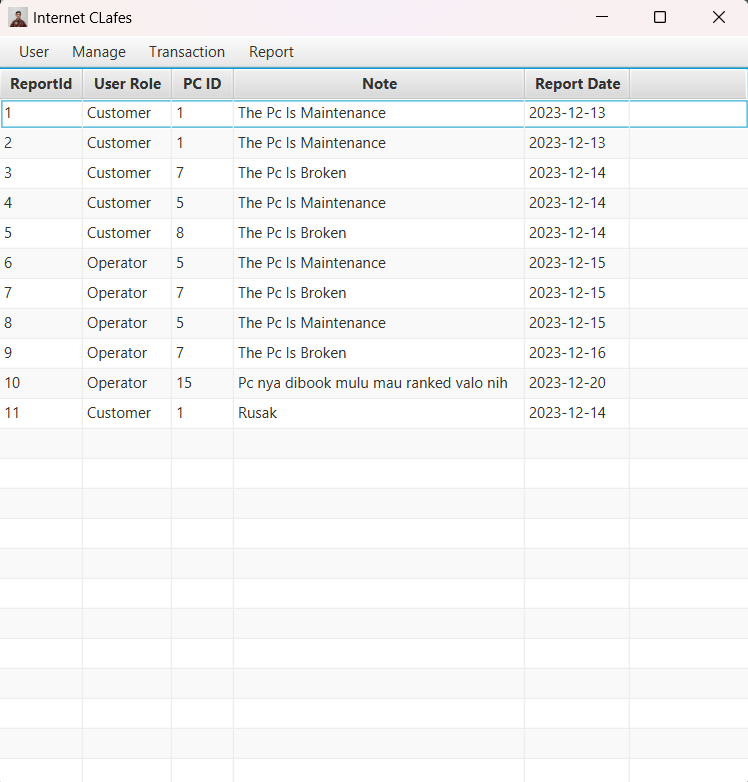 Internet CLafes
User Manage Transaction Report
ReportId User Role PC ID Note Report Date
1 Customer 1 The Pc Is Maintenance 2023-12-13
2 Customer 1 The Pc Is Maintenance 2023-12-13
3 Customer 7 The Pc Is Broken 2023-12-14
4 Customer 5 The Pc Is Maintenance 2023-12-14
5 Customer 8 The Pc Is Broken 2023-12-14
6 Operator 5 The Pc Is Maintenance 2023-12-15
7 Operator 7 The Pc Is Broken 2023-12-15
8 Operator 5 The Pc Is Maintenance 2023-12-15
9 Operator 7 The Pc Is Broken 2023-12-16
10 Operator 15 Pc nya dibook mulu mau ranked valo nih 2023-12-20
11 Customer 1 Rusak 2023-12-14